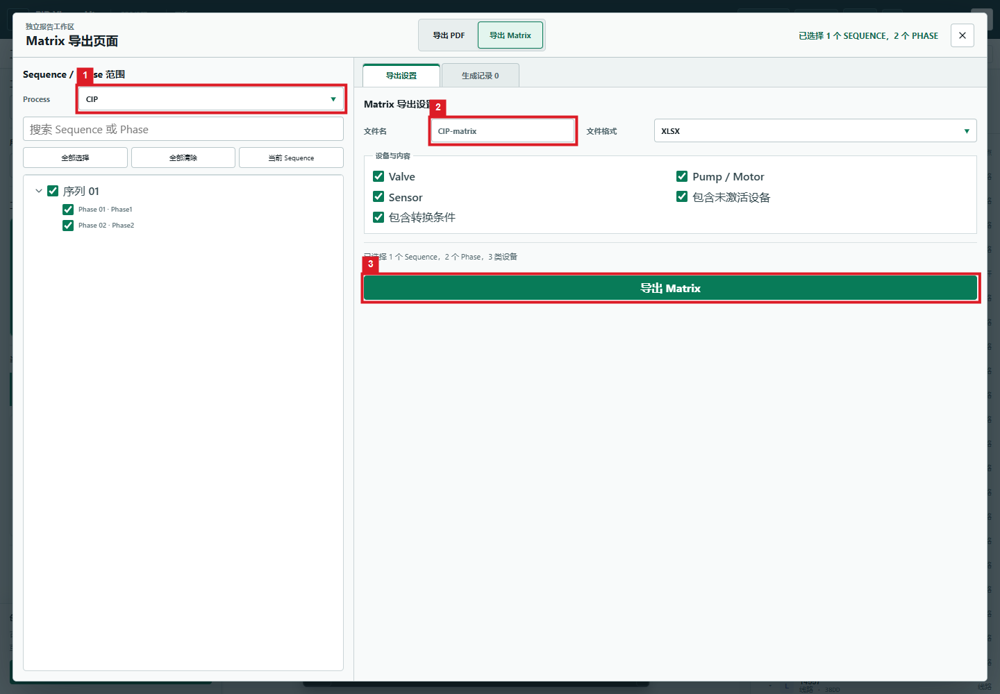 独立报告工作区
Matrix 导出页面
导出 PDF
导出 Matrix
已选择 1 个 SEQUENCE，2 个 PHASE
Sequence / 1 se 范围
Process
CIP
搜索 Sequence 或 Phase
全部选择
全部清除
当前 Sequence
序列 01
Phase 01 · Phase1
Phase 02 · Phase2
导出设置
生成记录 0
Matrix 导出设
2
文件名
CIP-matrix
文件格式
XLSX
设备与内容
Valve
Pump / Motor
Sensor
包含未激活设备
包含转换条件
3
已选择 1 个 Sequence，2 个 Phase，3 类设备
导出 Matrix
L
线路 · 3800
线路